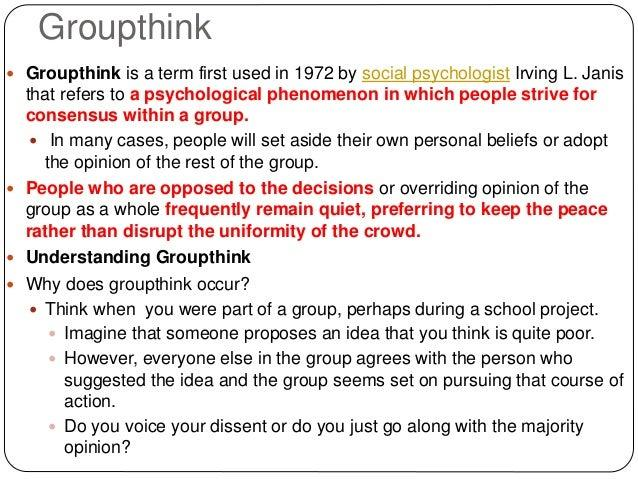 Groupthink
• Groupthink is a term first used in 1972 by social psychologist Irving L. Janis
that refers to a psychological phenomenon in which people strive for
consensus within a group.
• In many cases, people will set aside their own personal beliefs or adopt
the opinion of the rest of the group.
• People who are opposed to the decisions or overriding opinion of the
group as a whole frequently remain quiet, preferring to keep the peace
rather than disrupt the uniformity of the crowd.
• Understanding Groupthink
• Why does groupthink occur?
• Think when you were part of a group, perhaps during a school project.
• Imagine that someone proposes an idea that you think is quite poor.
• However, everyone else in the group agrees with the person who
suggested the idea and the group seems set on pursuing that course of
action.
• Do you voice your dissent or do you just go along with the majority
opinion?